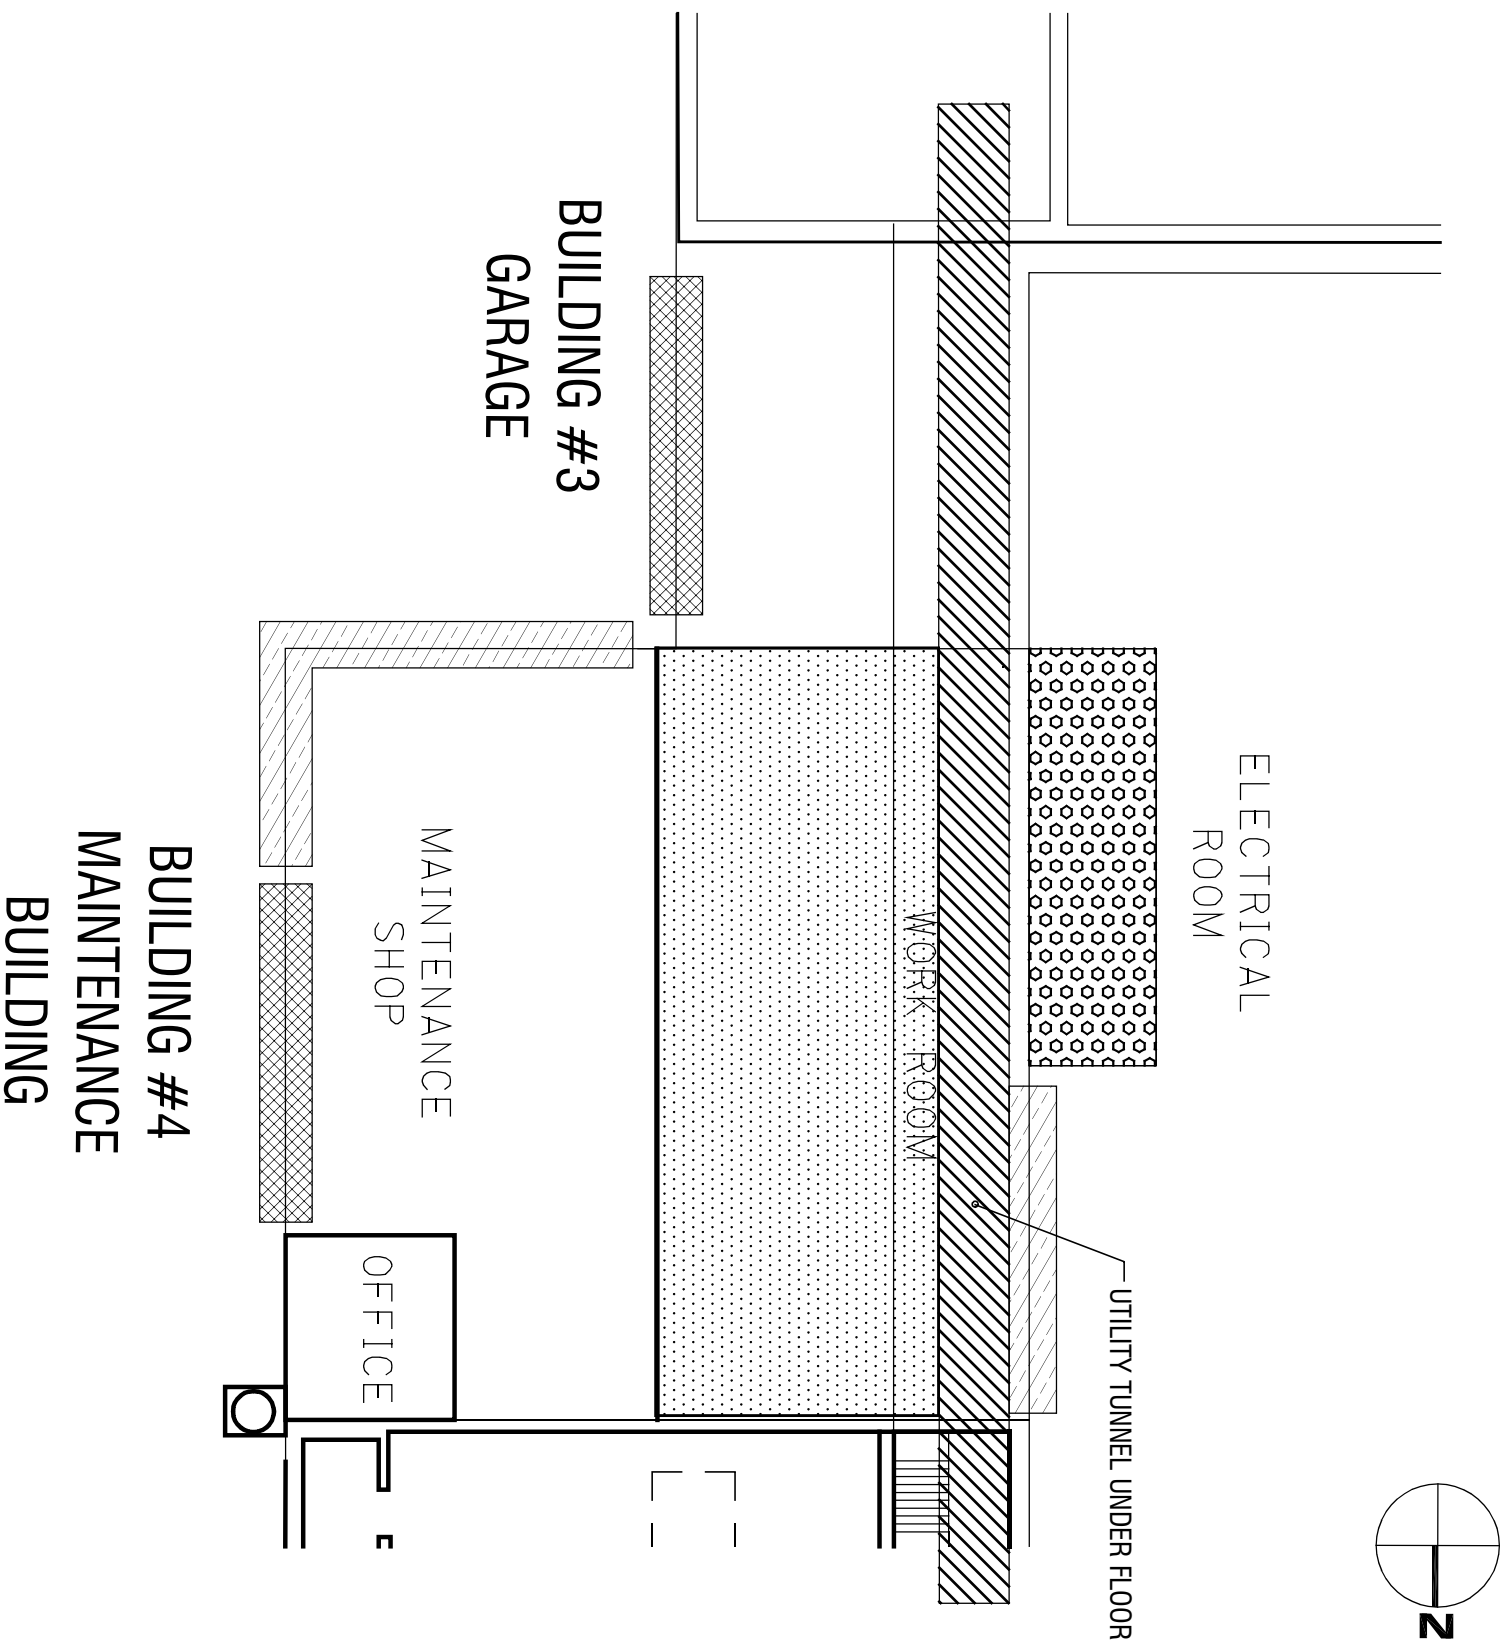 BUILDING #3
GARAGE
ELECTRICAL
ROOM
WORK ROOM
MAINTENANCE
SHOP
BUILDING #4
MAINTENANCE
BUILDING
OFFICE
UTILITY TUNNEL UNDER FLOOR
N